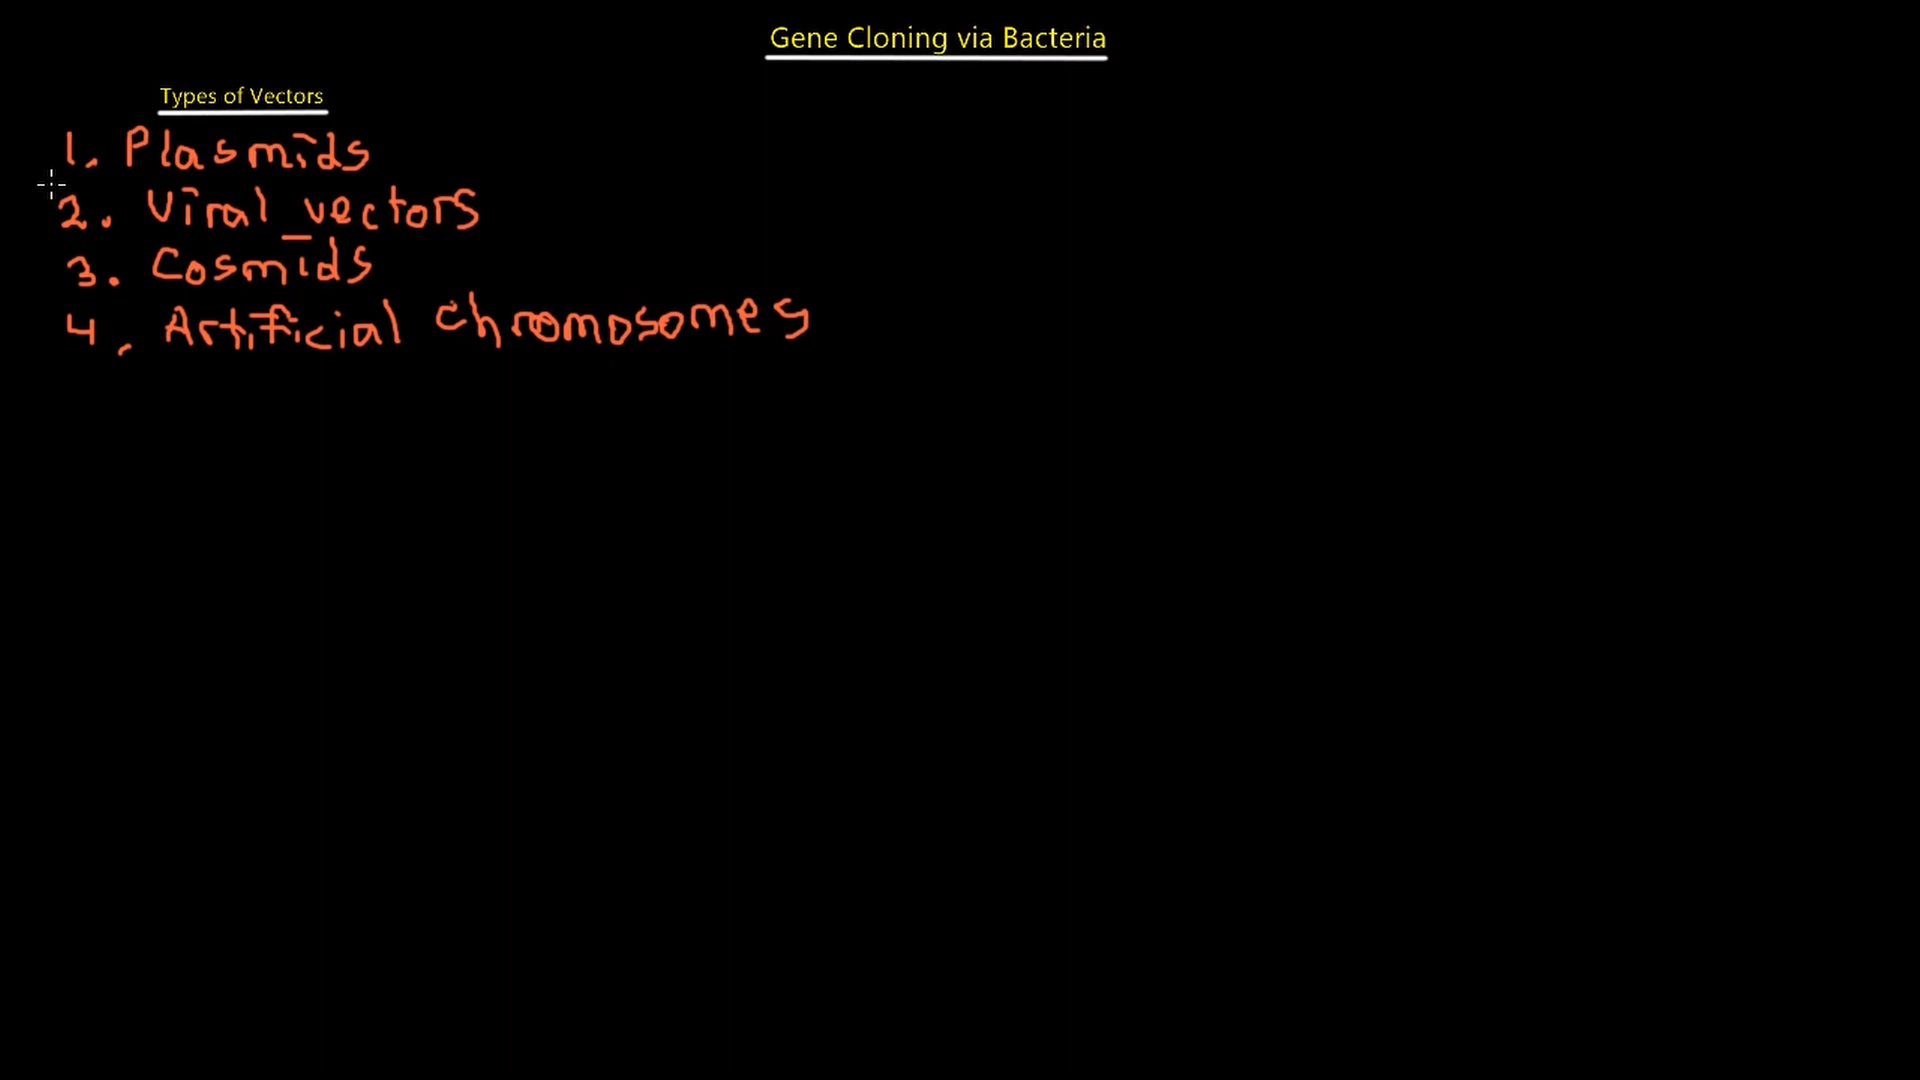 Gene Cloning via Bacteria
Types of Vectors
1. Plasmids
2. Viral vectors
3. Cosmids
4. Artificial chromosomes